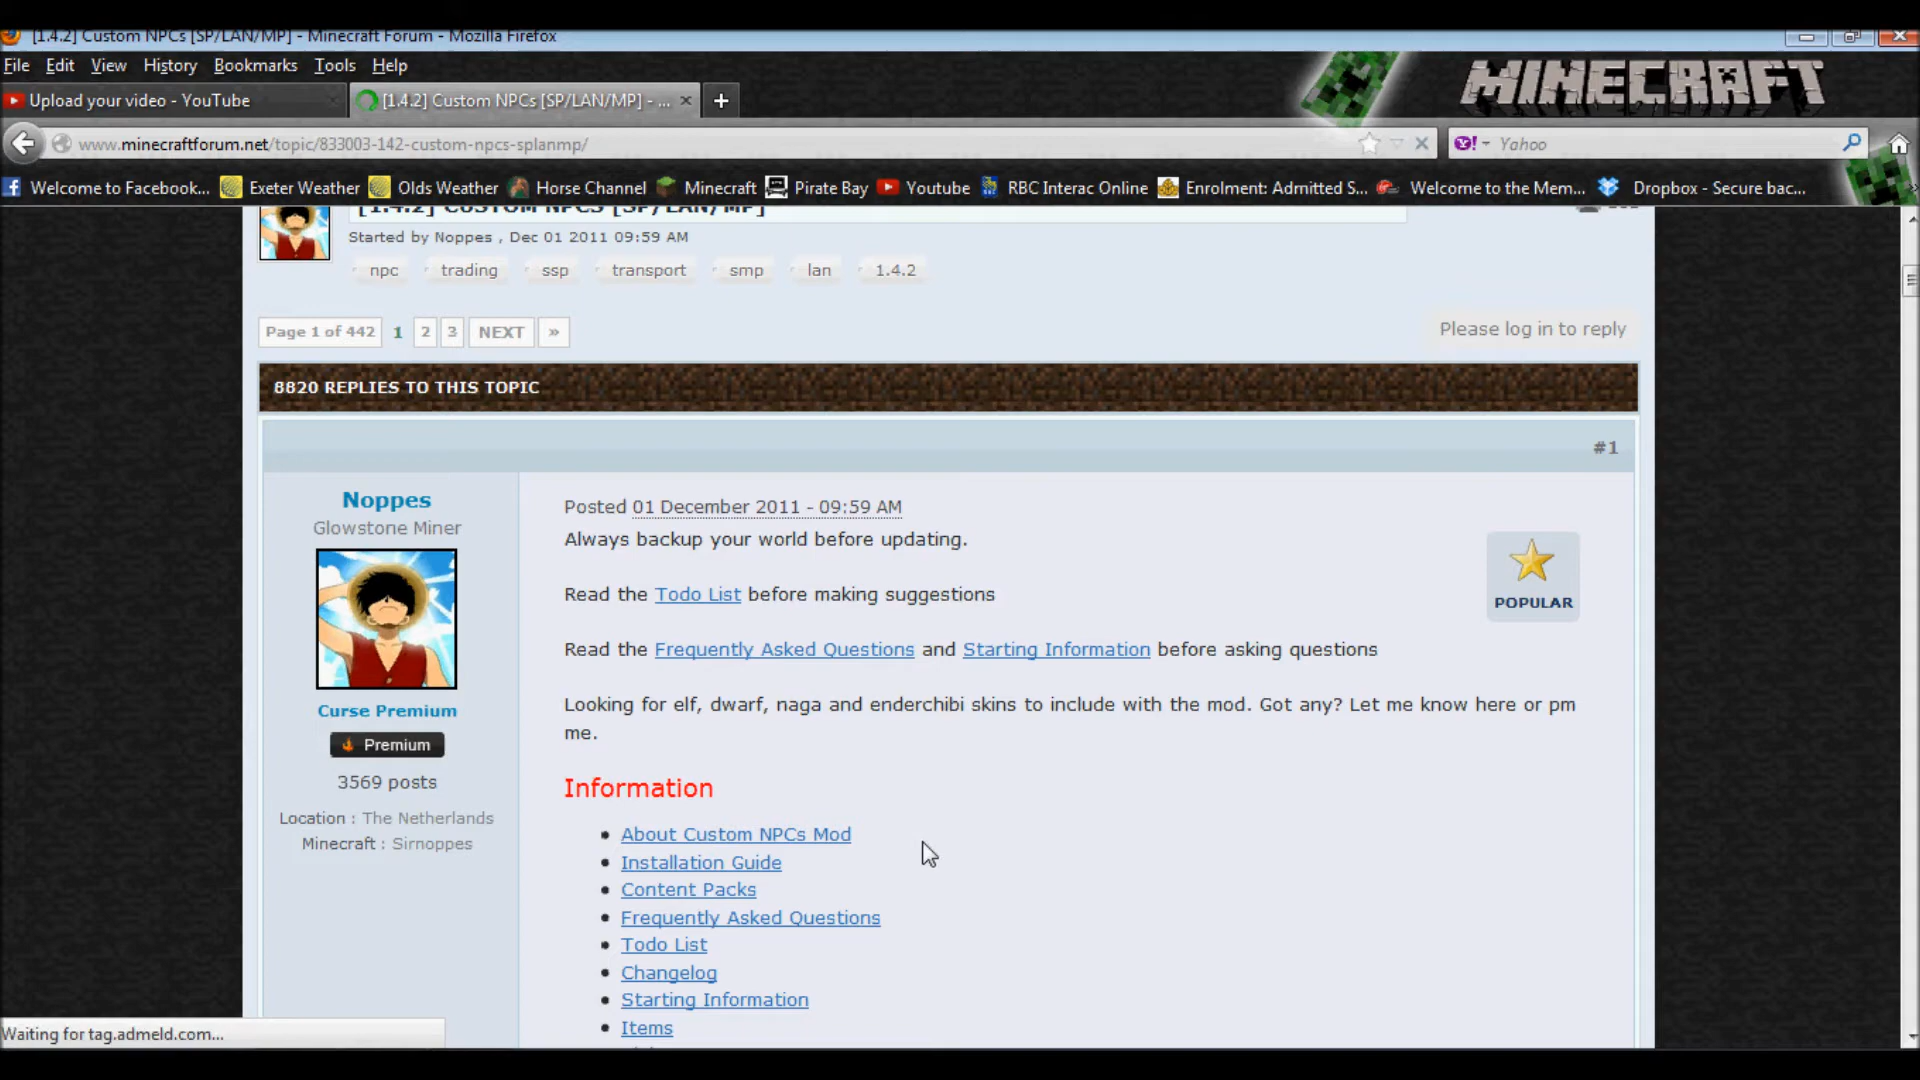 [1.4.2] Custom NPCs [SP/LAN/MP] - Minecraft Forum - Mozilla Firefox
File Edit View History Bookmarks Tools Help
MINECRAFT
Upload your video - YouTube
[1.4.2] Custom NPCs [SP/LAN/MP] - ...
www.minecraftforum.net/topic/833003-142-custom-npcs-splanmp/
Yahoo
Welcome to Facebook... Exeter Weather Olds Weather Horse Channel Minecraft Pirate Bay Youtube RBC Interac Online Enrolment: Admitted S... Welcome to the Mem... Dropbox - Secure bac...
[1.4.2] CUSTOM NPCS [SP/LAN/MP]
Started by Noppes , Dec 01 2011 09:59 AM
npc trading ssp transport smp lan 1.4.2
Page 1 of 442 1 2 3 NEXT »
Please log in to reply
8820 REPLIES TO THIS TOPIC
#1
Noppes
Glowstone Miner
Curse Premium
Premium
3569 posts
Location : The Netherlands
Minecraft : Sirnoppes
Posted 01 December 2011 - 09:59 AM
Always backup your world before updating.
POPULAR
Read the Todo List before making suggestions
Read the Frequently Asked Questions and Starting Information before asking questions
Looking for elf, dwarf, naga and enderchibi skins to include with the mod. Got any? Let me know here or pm
me.
Information
About Custom NPCs Mod
Installation Guide
Content Packs
Frequently Asked Questions
Todo List
Changelog
Starting Information
Items
Waiting for tag.admeld.com...